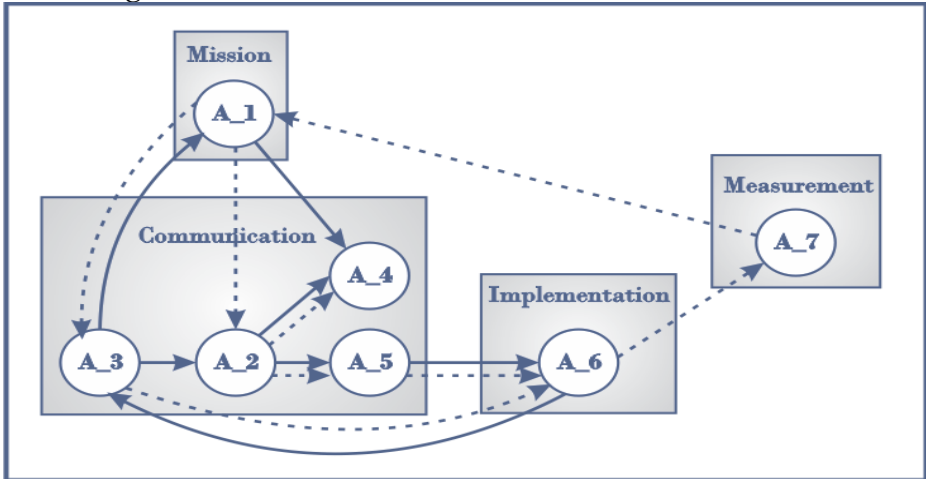 Mission
A_1
Measurement
A_7
Communication
A_4
Implementation
A_3
A_2
A_5
A_6